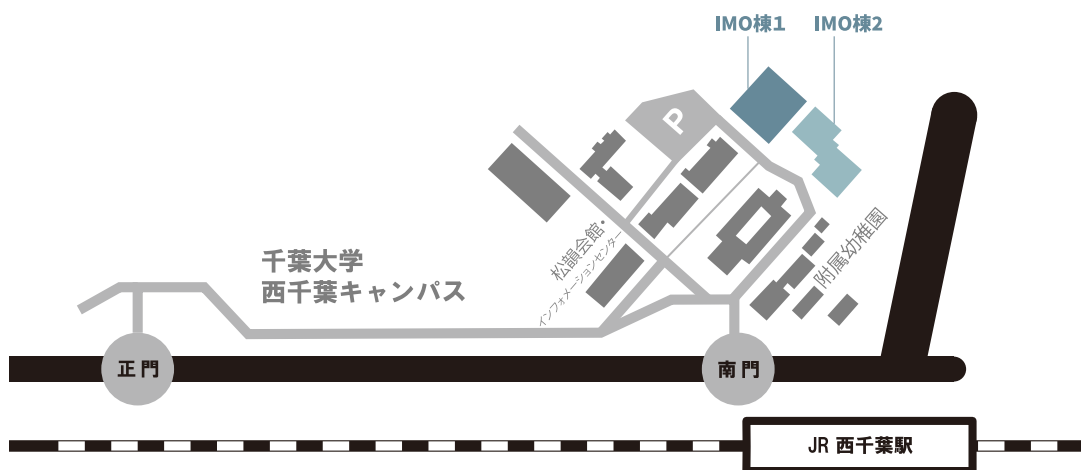 IMO棟1
IMO棟2
P
松韻会館・
インフォメーションセンター
附属幼稚園
千葉大学
西千葉キャンパス
正門
南門
JR 西千葉駅